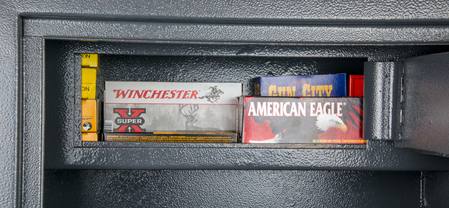 WINCHESTER
SUPER X
GUN CITY
AMERICAN EAGLE